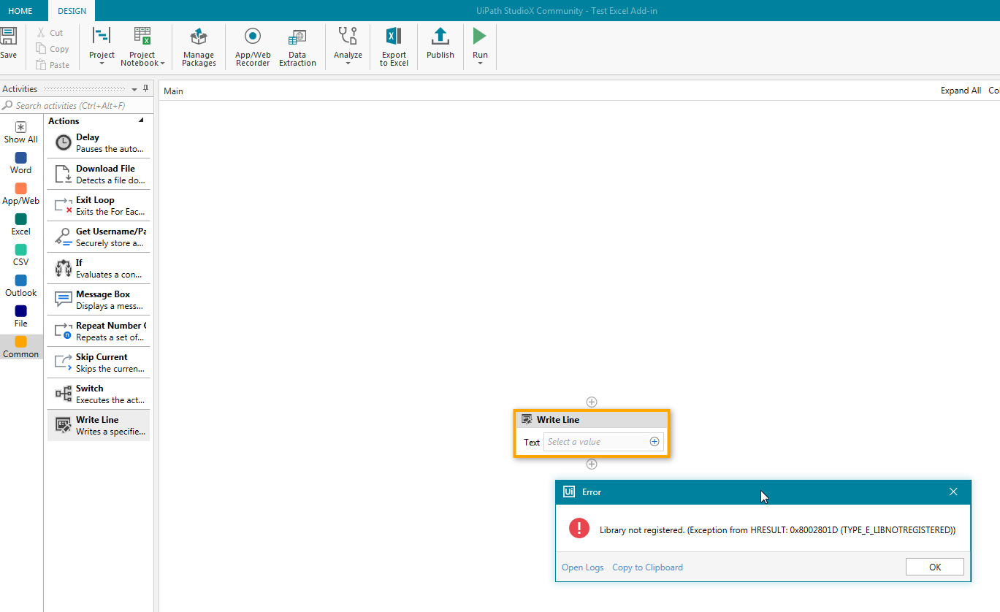 HOME
DESIGN
UiPath StudioX Community - Test Excel Add-in
Save
Cut
Copy
Paste
Project
Project
Notebook
Manage
Packages
App/Web
Recorder
Data
Extraction
Analyze
Export
to Excel
Publish
Run
Activities
Search activities (Ctrl+Alt+F)
Main
Expand All
Col
Show All
Word
App/Web
Excel
CSV
Outlook
File
Common
Actions
Delay
Pauses the auto...
Download File
Detects a file do...
Exit Loop
Exits the For Eac...
Get Username/Pa
Securely store a...
If
Evaluates a con...
Message Box
Displays a mess...
Repeat Number O
Repeats a set of...
Skip Current
Skips the curren...
Switch
Executes the act...
Write Line
Writes a specifie...
Write Line
Text
Select a value
Ui
Error
Library not registered. (Exception from HRESULT: 0x8002801D (TYPE_E_LIBNOTREGISTERED))
Open Logs
Copy to Clipboard
OK